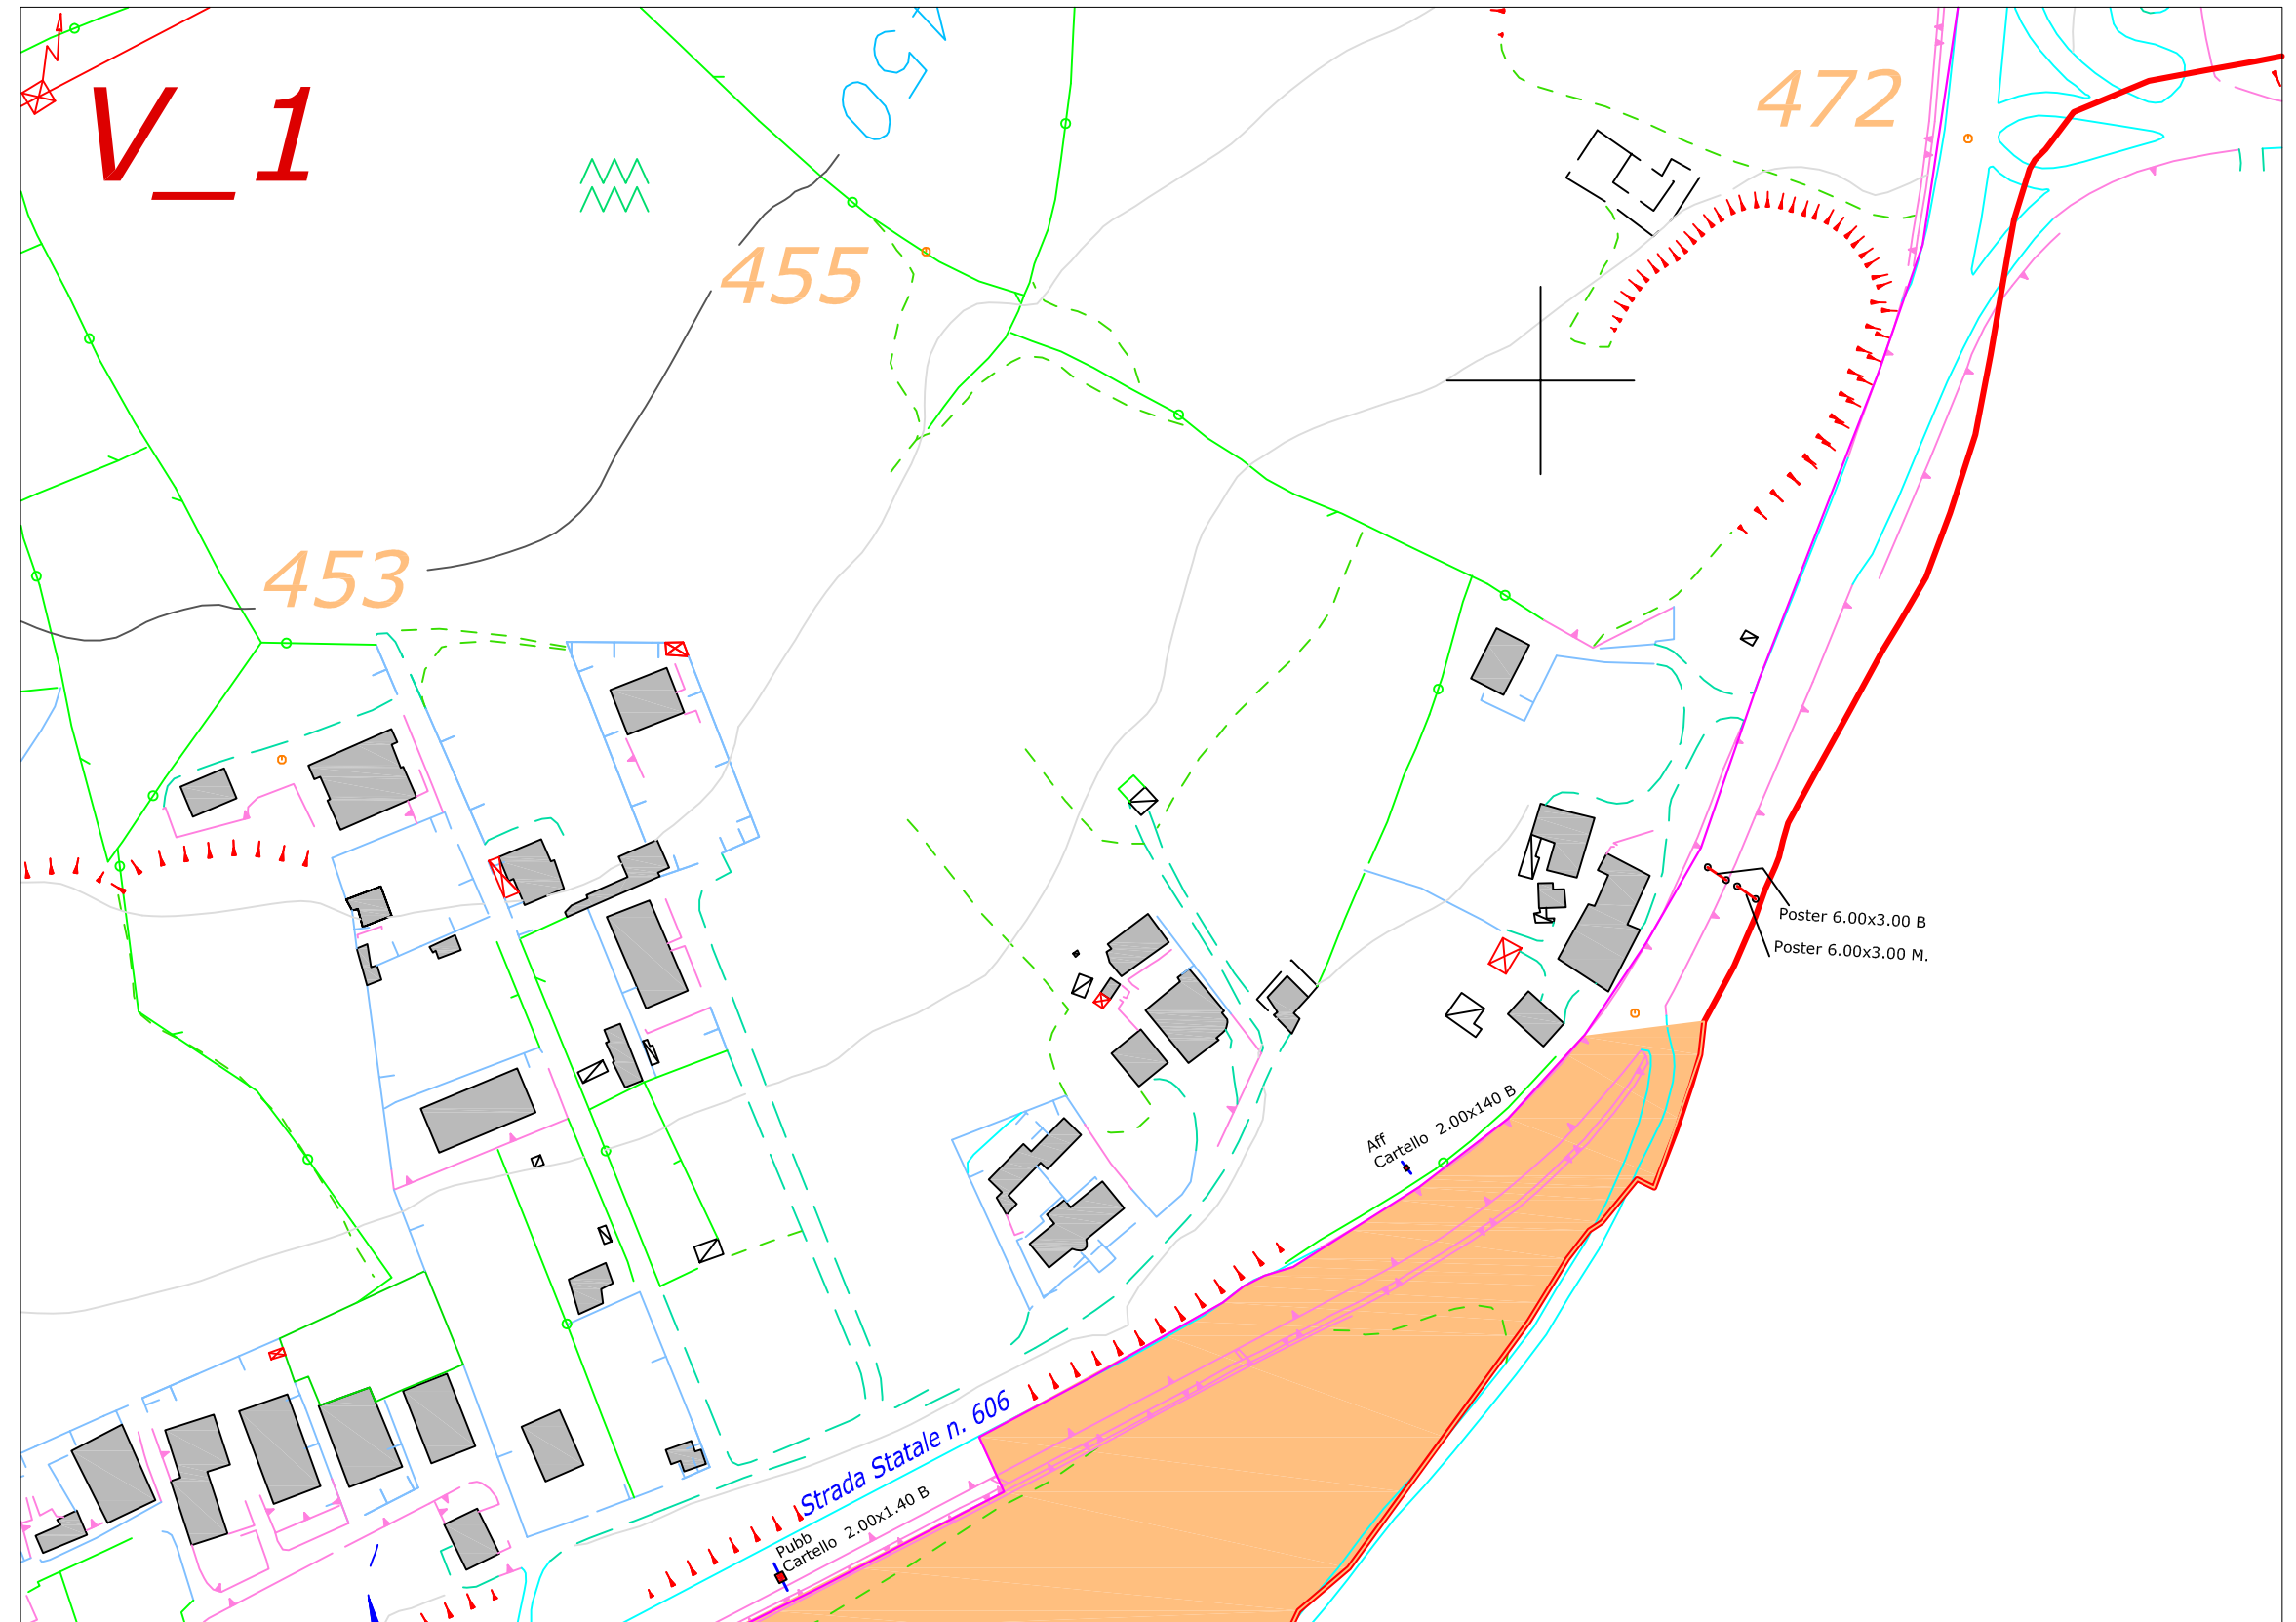 V_1
450
472
455
453
Poster 6.00x3.00 B
Poster 6.00x3.00 M.
Aff
Cartello 2.00x140 B
Strada Statale n. 606
Pubb
Cartello 2.00x1.40 B